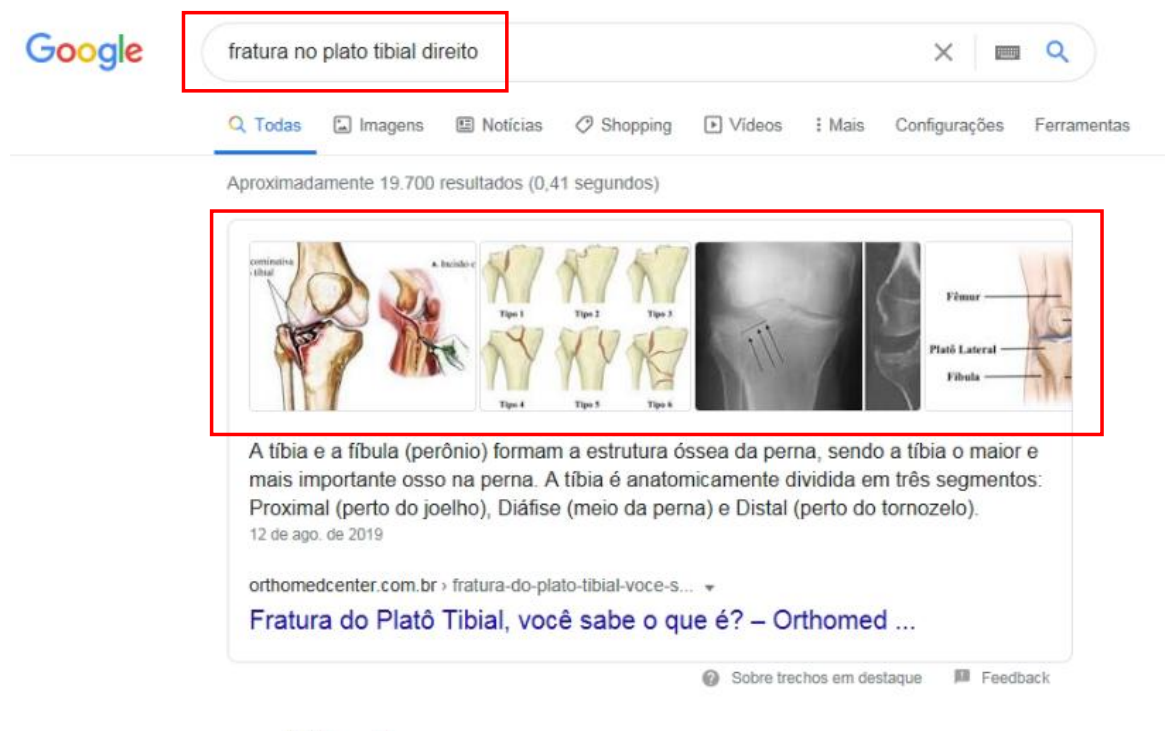 Google
fratura no plato tibial direito
Todas Imagens Notícias Shopping Vídeos Mais Configurações Ferramentas
Aproximadamente 19.700 resultados (0,41 segundos)
cominutiva
tibial
A. Incisão c
Tipo 1 Tipo 2 Tipo 3
Tipo 4 Tipo 5 Tipo 6
Fêmur
Platô Lateral
Fíbula
A tíbia e a fíbula (perônio) formam a estrutura óssea da perna, sendo a tíbia o maior e
mais importante osso na perna. A tíbia é anatomicamente dividida em três segmentos:
Proximal (perto do joelho), Diáfise (meio da perna) e Distal (perto do tornozelo).
12 de ago. de 2019
orthomedcenter.com.br › fratura-do-plato-tibial-voce-s...
Fratura do Platô Tibial, você sabe o que é? – Orthomed ...
Sobre trechos em destaque Feedback